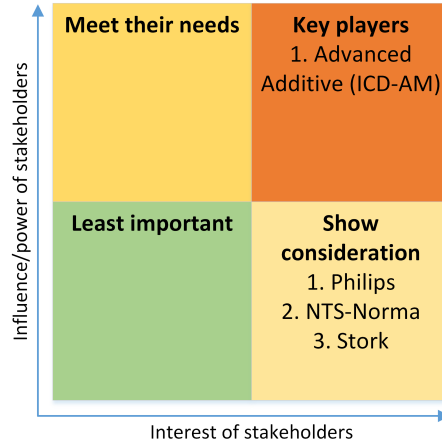 Influence/power of stakeholders
Meet their needs
Key players
1. Advanced
Additive (ICD-AM)
Least important
Show
consideration
1. Philips
2. NTS-Norma
3. Stork
Interest of stakeholders